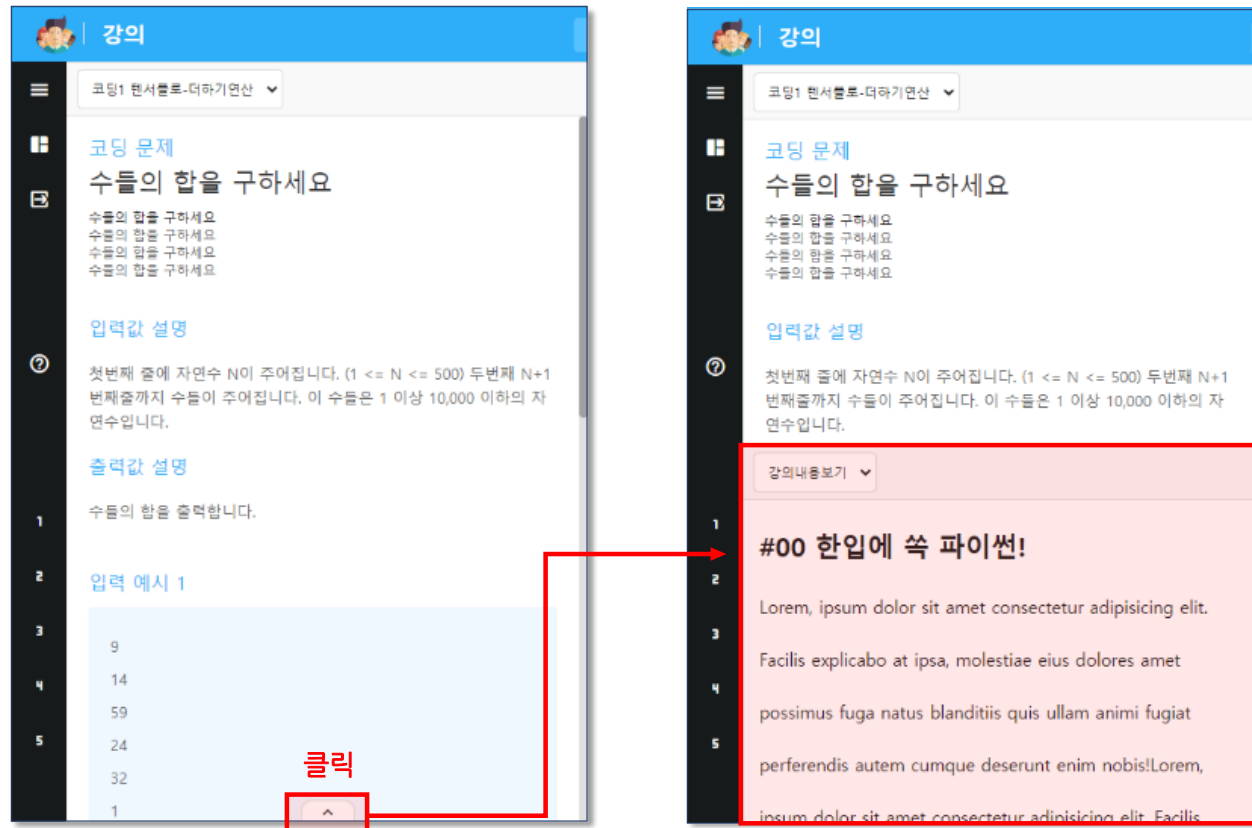 강의
코딩1 텐서플로-더하기연산
코딩 문제
수들의 합을 구하세요
수들의 합을 구하세요
수들의 합을 구하세요
수들의 합을 구하세요
수들의 합을 구하세요
입력값 설명
첫번째 줄에 자연수 N이 주어집니다. (1 <= N <= 500) 두번째 N+1
번째줄까지 수들이 주어집니다. 이 수들은 1 이상 10,000 이하의 자
연수입니다.
출력값 설명
수들의 합을 출력합니다.
입력 예시 1
9
14
59
24
32
1
클릭
1
2
3
4
5
강의
코딩1 텐서플로-더하기연산
코딩 문제
수들의 합을 구하세요
수들의 합을 구하세요
수들의 합을 구하세요
수들의 합을 구하세요
수들의 합을 구하세요
입력값 설명
첫번째 줄에 자연수 N이 주어집니다. (1 <= N <= 500) 두번째 N+1
번째줄까지 수들이 주어집니다. 이 수들은 1 이상 10,000 이하의 자
연수입니다.
강의내용보기
#00 한입에 쏙 파이썬!
Lorem, ipsum dolor sit amet consectetur adipisicing elit.
Facilis explicabo at ipsa, molestiae eius dolores amet
possimus fuga natus blanditiis quis ullam animi fugiat
perferendis autem cumque deserunt enim nobis!Lorem,
ipsum dolor sit amet consectetur adipisicing elit. Facilis
1
2
3
4
5